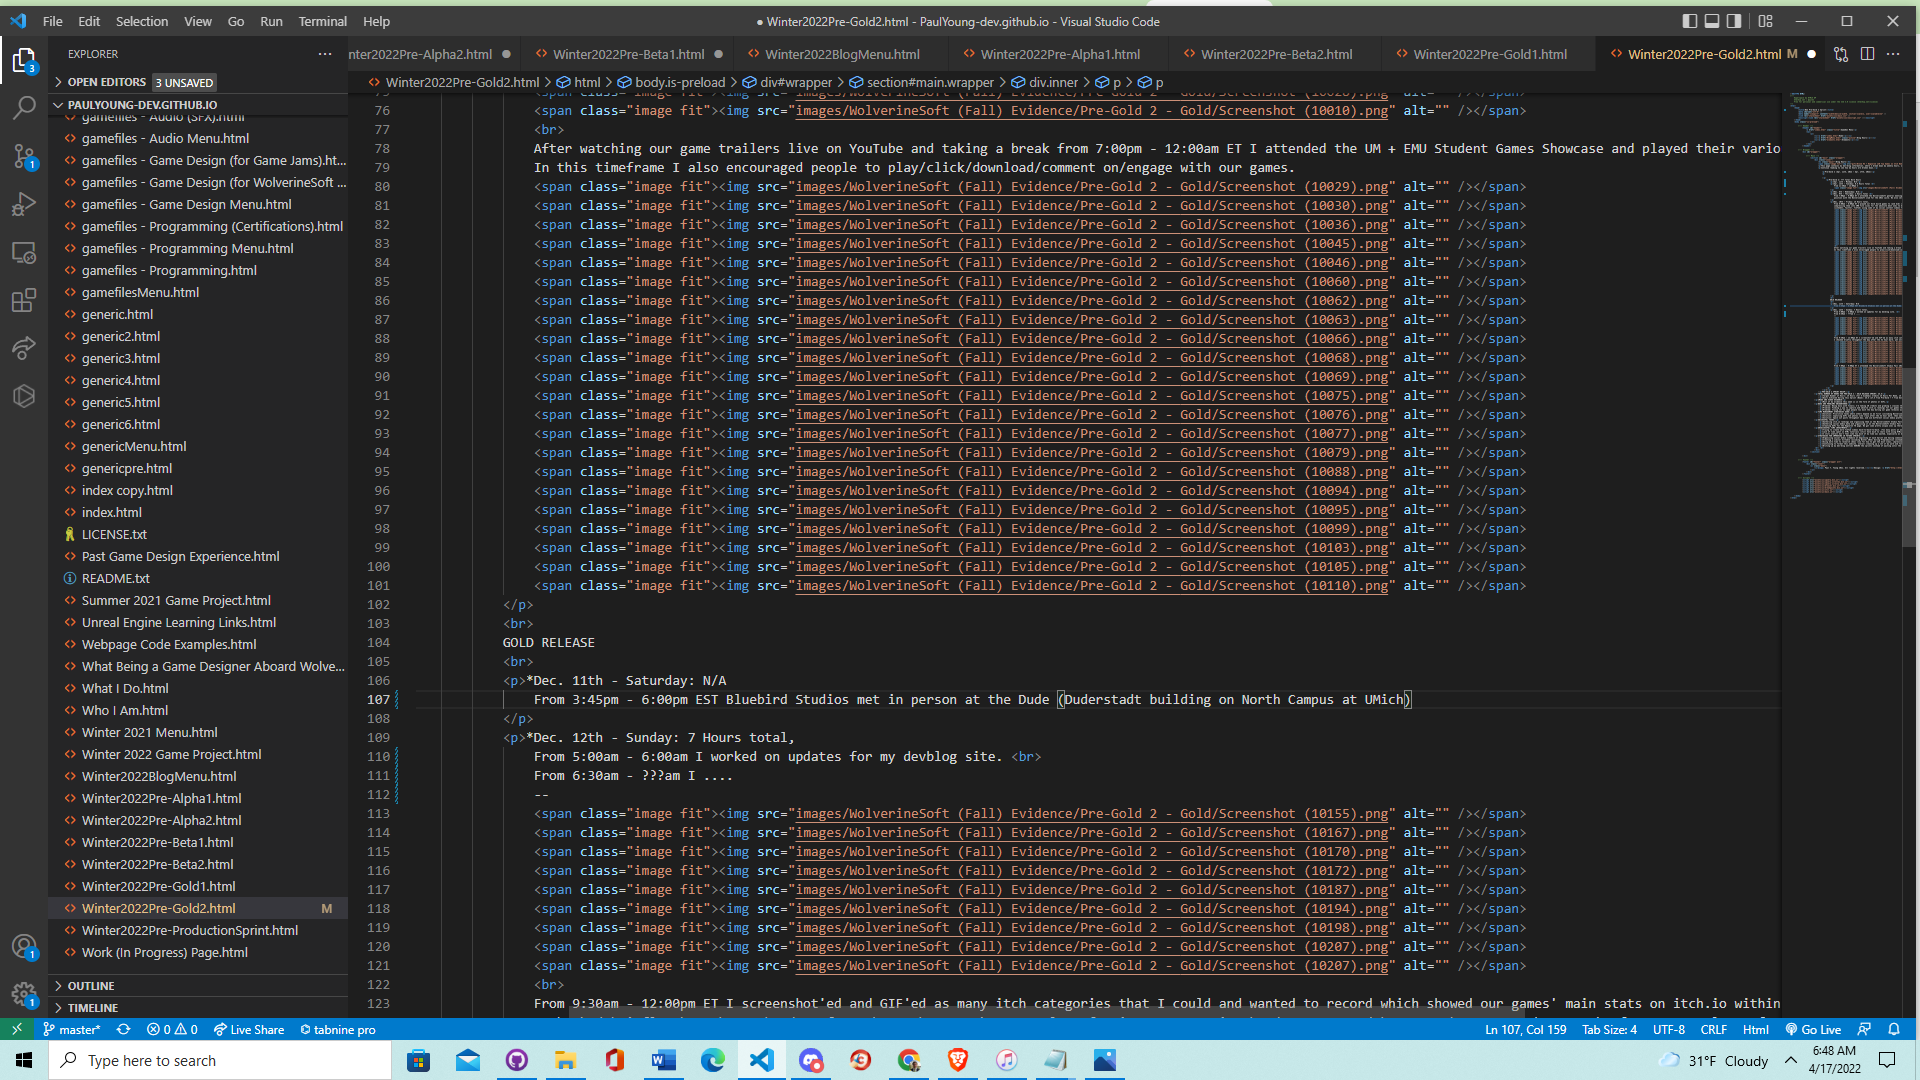 File Edit Selection View Go Run Terminal Help
● Winter2022Pre-Gold2.html - PaulYoung-dev.github.io - Visual Studio Code
EXPLORER
nter2022Pre-Alpha2.html
Winter2022Pre-Beta1.html
Winter2022BlogMenu.html
Winter2022Pre-Alpha1.html
Winter2022Pre-Beta2.html
Winter2022Pre-Gold1.html
Winter2022Pre-Gold2.html M
OPEN EDITORS 3 UNSAVED
Winter2022Pre-Gold2.html > html > body.is-preload > div#wrapper > section#main.wrapper > div.inner > p > p
PAULYOUNG-DEV.GITHUB.IO
gamefiles - Audio (SFX).html
gamefiles - Audio Menu.html
gamefiles - Game Design (for Game Jams).ht...
gamefiles - Game Design (for WolverineSoft ...
gamefiles - Game Design Menu.html
gamefiles - Programming (Certifications).html
gamefiles - Programming Menu.html
gamefiles - Programming.html
gamefilesMenu.html
generic.html
generic2.html
generic3.html
generic4.html
generic5.html
generic6.html
genericMenu.html
genericpre.html
index copy.html
index.html
LICENSE.txt
Past Game Design Experience.html
README.txt
Summer 2021 Game Project.html
Unreal Engine Learning Links.html
Webpage Code Examples.html
What Being a Game Designer Aboard Wolve...
What I Do.html
Who I Am.html
Winter 2021 Menu.html
Winter 2022 Game Project.html
Winter2022BlogMenu.html
Winter2022Pre-Alpha1.html
Winter2022Pre-Alpha2.html
Winter2022Pre-Beta1.html
Winter2022Pre-Beta2.html
Winter2022Pre-Gold1.html
Winter2022Pre-Gold2.html M
Winter2022Pre-ProductionSprint.html
Work (In Progress) Page.html
OUTLINE
TIMELINE
76 <span class="image fit"><img src="images/WolverineSoft (Fall) Evidence/Pre-Gold 2 - Gold/Screenshot (10010).png" alt="" /></span>
77 <br>
78 After watching our game trailers live on YouTube and taking a break from 7:00pm - 12:00am ET I attended the UM + EMU Student Games Showcase and played their vario
79 In this timeframe I also encouraged people to play/click/download/comment on/engage with our games.
80 <span class="image fit"><img src="images/WolverineSoft (Fall) Evidence/Pre-Gold 2 - Gold/Screenshot (10029).png" alt="" /></span>
81 <span class="image fit"><img src="images/WolverineSoft (Fall) Evidence/Pre-Gold 2 - Gold/Screenshot (10030).png" alt="" /></span>
82 <span class="image fit"><img src="images/WolverineSoft (Fall) Evidence/Pre-Gold 2 - Gold/Screenshot (10036).png" alt="" /></span>
83 <span class="image fit"><img src="images/WolverineSoft (Fall) Evidence/Pre-Gold 2 - Gold/Screenshot (10045).png" alt="" /></span>
84 <span class="image fit"><img src="images/WolverineSoft (Fall) Evidence/Pre-Gold 2 - Gold/Screenshot (10046).png" alt="" /></span>
85 <span class="image fit"><img src="images/WolverineSoft (Fall) Evidence/Pre-Gold 2 - Gold/Screenshot (10060).png" alt="" /></span>
86 <span class="image fit"><img src="images/WolverineSoft (Fall) Evidence/Pre-Gold 2 - Gold/Screenshot (10062).png" alt="" /></span>
87 <span class="image fit"><img src="images/WolverineSoft (Fall) Evidence/Pre-Gold 2 - Gold/Screenshot (10063).png" alt="" /></span>
88 <span class="image fit"><img src="images/WolverineSoft (Fall) Evidence/Pre-Gold 2 - Gold/Screenshot (10066).png" alt="" /></span>
89 <span class="image fit"><img src="images/WolverineSoft (Fall) Evidence/Pre-Gold 2 - Gold/Screenshot (10068).png" alt="" /></span>
90 <span class="image fit"><img src="images/WolverineSoft (Fall) Evidence/Pre-Gold 2 - Gold/Screenshot (10069).png" alt="" /></span>
91 <span class="image fit"><img src="images/WolverineSoft (Fall) Evidence/Pre-Gold 2 - Gold/Screenshot (10075).png" alt="" /></span>
92 <span class="image fit"><img src="images/WolverineSoft (Fall) Evidence/Pre-Gold 2 - Gold/Screenshot (10076).png" alt="" /></span>
93 <span class="image fit"><img src="images/WolverineSoft (Fall) Evidence/Pre-Gold 2 - Gold/Screenshot (10077).png" alt="" /></span>
94 <span class="image fit"><img src="images/WolverineSoft (Fall) Evidence/Pre-Gold 2 - Gold/Screenshot (10079).png" alt="" /></span>
95 <span class="image fit"><img src="images/WolverineSoft (Fall) Evidence/Pre-Gold 2 - Gold/Screenshot (10088).png" alt="" /></span>
96 <span class="image fit"><img src="images/WolverineSoft (Fall) Evidence/Pre-Gold 2 - Gold/Screenshot (10094).png" alt="" /></span>
97 <span class="image fit"><img src="images/WolverineSoft (Fall) Evidence/Pre-Gold 2 - Gold/Screenshot (10095).png" alt="" /></span>
98 <span class="image fit"><img src="images/WolverineSoft (Fall) Evidence/Pre-Gold 2 - Gold/Screenshot (10099).png" alt="" /></span>
99 <span class="image fit"><img src="images/WolverineSoft (Fall) Evidence/Pre-Gold 2 - Gold/Screenshot (10103).png" alt="" /></span>
100 <span class="image fit"><img src="images/WolverineSoft (Fall) Evidence/Pre-Gold 2 - Gold/Screenshot (10105).png" alt="" /></span>
101 <span class="image fit"><img src="images/WolverineSoft (Fall) Evidence/Pre-Gold 2 - Gold/Screenshot (10110).png" alt="" /></span>
102 </p>
103 <br>
104 GOLD RELEASE
105 <br>
106 <p>*Dec. 11th - Saturday: N/A
107 From 3:45pm - 6:00pm EST Bluebird Studios met in person at the Dude (Duderstadt building on North Campus at UMich)
108 </p>
109 <p>*Dec. 12th - Sunday: 7 Hours total,
110 From 5:00am - 6:00am I worked on updates for my devblog site. <br>
111 From 6:30am - ???am I ....
112 --
113 <span class="image fit"><img src="images/WolverineSoft (Fall) Evidence/Pre-Gold 2 - Gold/Screenshot (10155).png" alt="" /></span>
114 <span class="image fit"><img src="images/WolverineSoft (Fall) Evidence/Pre-Gold 2 - Gold/Screenshot (10167).png" alt="" /></span>
115 <span class="image fit"><img src="images/WolverineSoft (Fall) Evidence/Pre-Gold 2 - Gold/Screenshot (10170).png" alt="" /></span>
116 <span class="image fit"><img src="images/WolverineSoft (Fall) Evidence/Pre-Gold 2 - Gold/Screenshot (10172).png" alt="" /></span>
117 <span class="image fit"><img src="images/WolverineSoft (Fall) Evidence/Pre-Gold 2 - Gold/Screenshot (10187).png" alt="" /></span>
118 <span class="image fit"><img src="images/WolverineSoft (Fall) Evidence/Pre-Gold 2 - Gold/Screenshot (10194).png" alt="" /></span>
119 <span class="image fit"><img src="images/WolverineSoft (Fall) Evidence/Pre-Gold 2 - Gold/Screenshot (10198).png" alt="" /></span>
120 <span class="image fit"><img src="images/WolverineSoft (Fall) Evidence/Pre-Gold 2 - Gold/Screenshot (10207).png" alt="" /></span>
121 <span class="image fit"><img src="images/WolverineSoft (Fall) Evidence/Pre-Gold 2 - Gold/Screenshot (10207).png" alt="" /></span>
122 <br>
123 From 9:30am - 12:00pm ET I screenshot'ed and GIF'ed as many itch categories that I could and wanted to record which showed our games' main stats on itch.io within
master* 0 0 Live Share tabnine pro
Ln 107, Col 159 Tab Size: 4 UTF-8 CRLF Html Go Live
Type here to search
31°F Cloudy
6:48 AM
4/17/2022